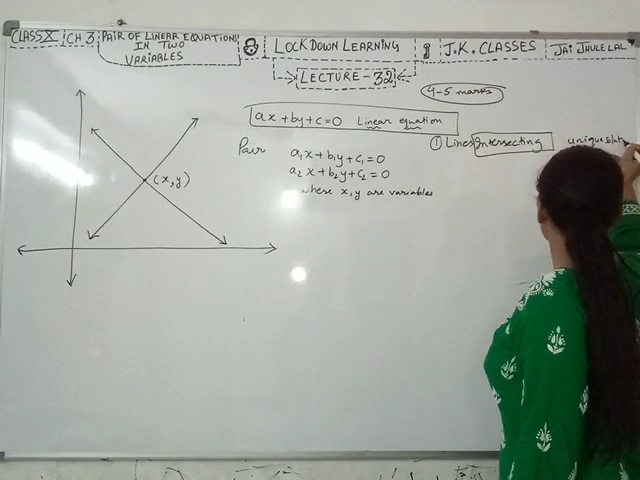 CLASS X CH 3 PAIR OF LINEAR EQUATIONS
IN TWO
VARIABLES
LOCKDOWN LEARNING
J.K. CLASSES
JAI JHULELAL
LECTURE-32
4-5 marks
ax + by + c = 0 Linear equation
① Lines Intersecting unique
Pair a₁x + b₁y + c₁ = 0
a₂x + b₂y + c₂ = 0
where x, y are variables
(x, y)